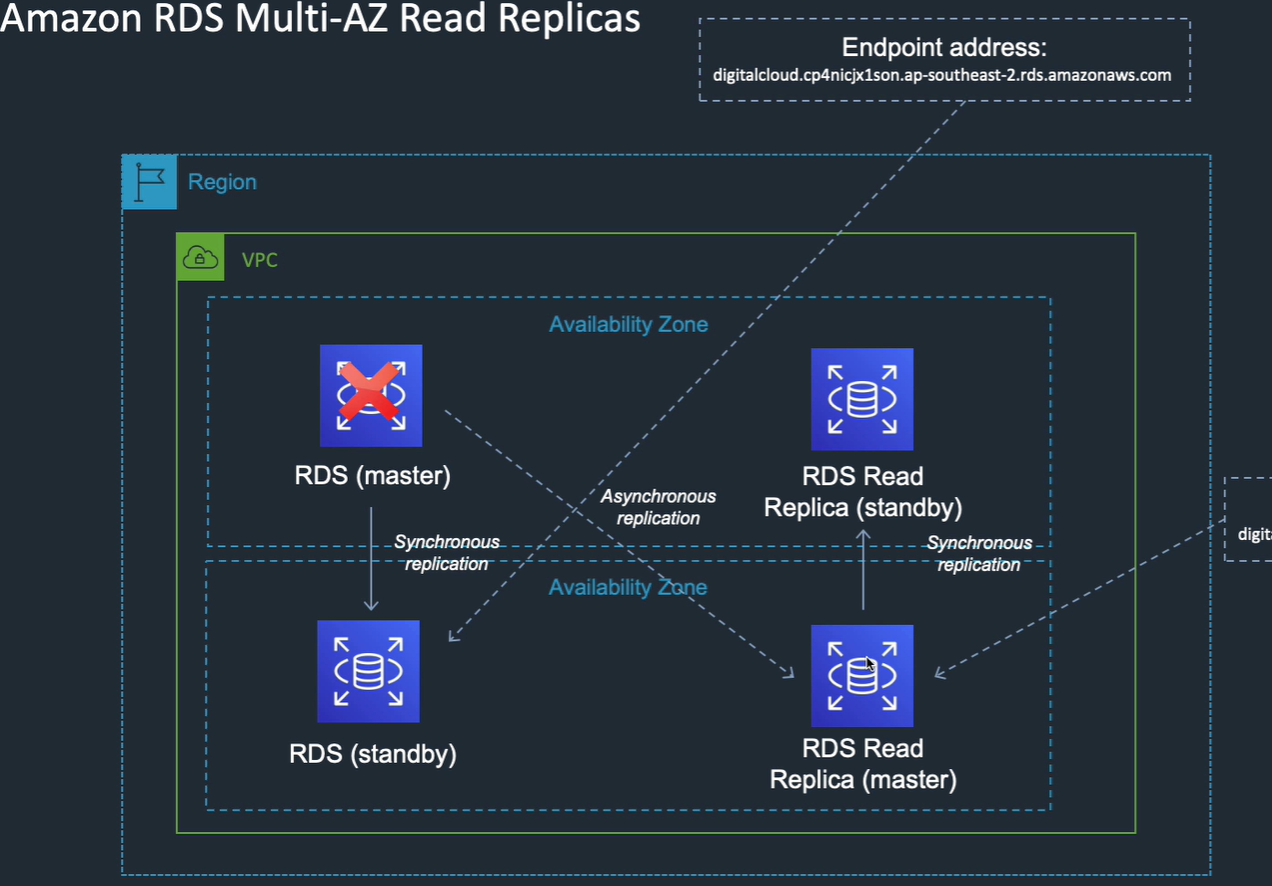 Amazon RDS Multi-AZ Read Replicas
Endpoint address:
digitalcloud.cp4nicjx1son.ap-southeast-2.rds.amazonaws.com
Region
VPC
Availability Zone
RDS (master)
RDS Read
Replica (standby)
Asynchronous
replication
Synchronous
replication
Synchronous
replication
digita
Availability Zone
RDS (standby)
RDS Read
Replica (master)